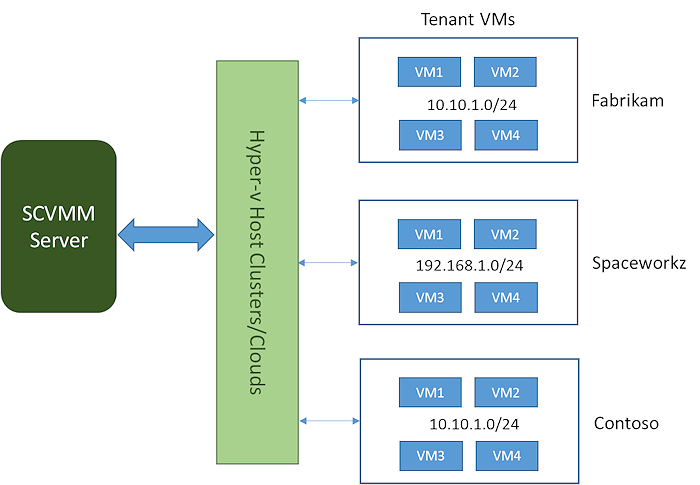 Tenant VMs
SCVMM
Server
Hyper-v Host Clusters/Clouds
VM1
VM2
10.10.1.0/24
VM3
VM4
Fabrikam
VM1
VM2
192.168.1.0/24
VM3
VM4
Spaceworkz
VM1
VM2
10.10.1.0/24
VM3
VM4
Contoso